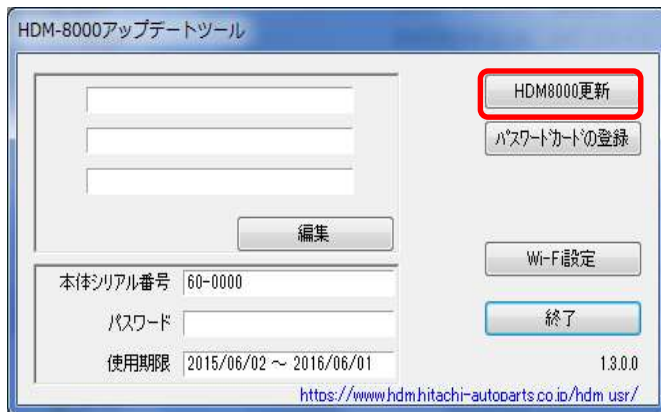 HDM-8000アップデートツール
HDM8000更新
パスワードカードの登録
編集
Wi-Fi設定
本体シリアル番号 60-0000
パスワード
終了
使用期限 2015/06/02 ～ 2016/06/01
1.3.0.0
https://www.hdm.hitachi-autoparts.co.jp/hdm_usr/